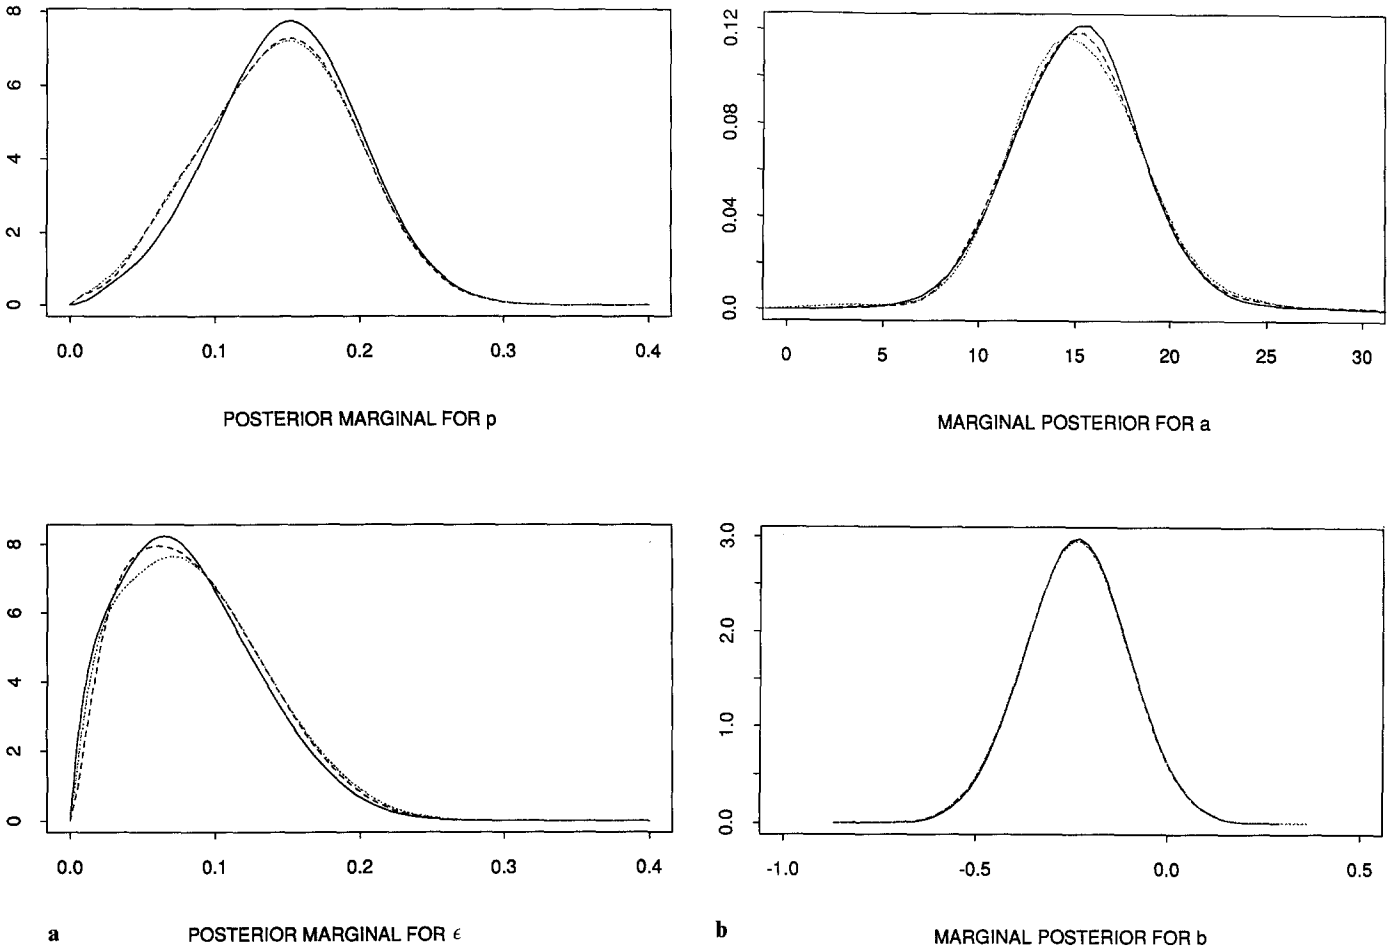 8
6
4
2
0
0.0 0.1 0.2 0.3 0.4
POSTERIOR MARGINAL FOR p
0.12
0.08
0.04
0.0
0 5 10 15 20 25 30
MARGINAL POSTERIOR FOR a
8
6
4
2
0
0.0 0.1 0.2 0.3 0.4
a POSTERIOR MARGINAL FOR ϵ
3.0
2.0
1.0
0.0
-1.0 -0.5 0.0 0.5
b MARGINAL POSTERIOR FOR b